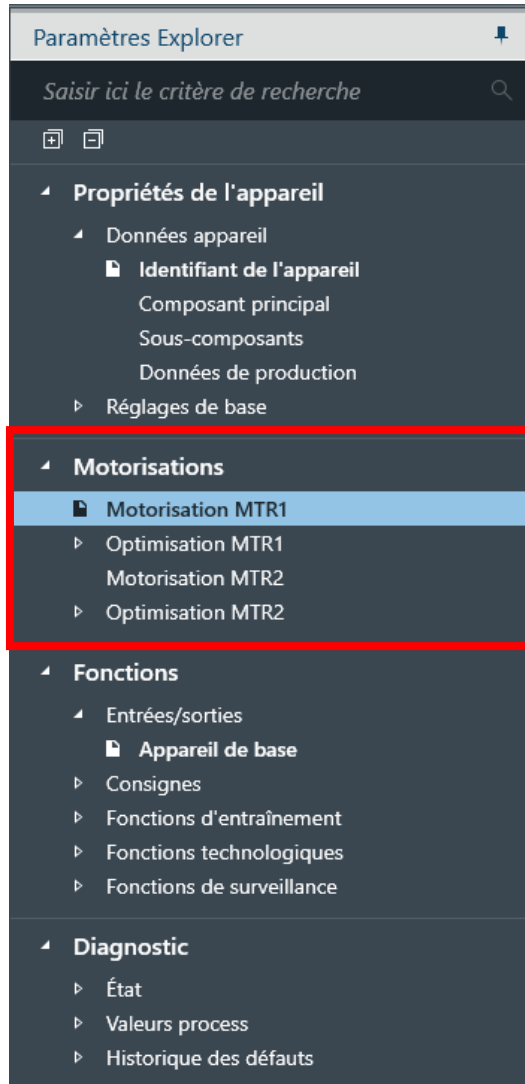 Paramètres Explorer
Saisir ici le critère de recherche
Propriétés de l'appareil
Données appareil
Identifiant de l'appareil
Composant principal
Sous-composants
Données de production
Réglages de base
Motorisations
Motorisation MTR1
Optimisation MTR1
Motorisation MTR2
Optimisation MTR2
Fonctions
Entrées/sorties
Appareil de base
Consignes
Fonctions d'entraînement
Fonctions technologiques
Fonctions de surveillance
Diagnostic
État
Valeurs process
Historique des défauts